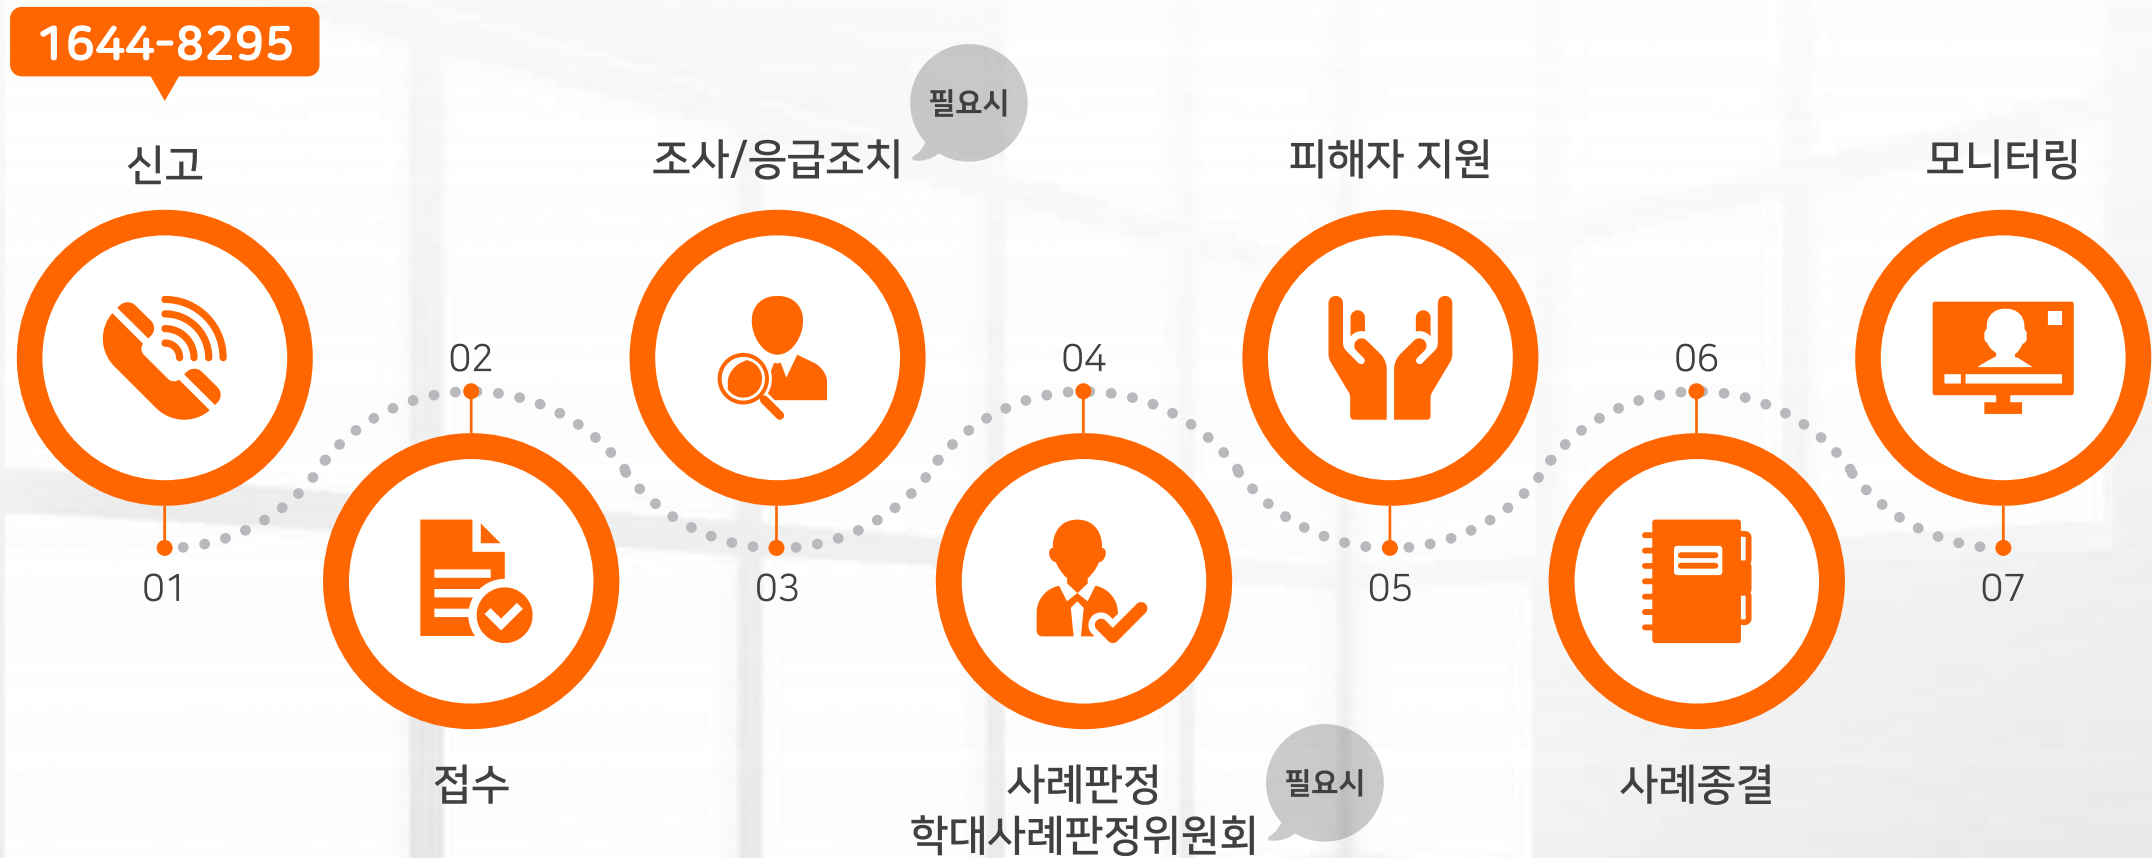 1644-8295
신고
01
02
접수
필요시
조사/응급조치
03
04
사례판정
학대사례판정위원회
필요시
피해자 지원
05
06
사례종결
모니터링
07